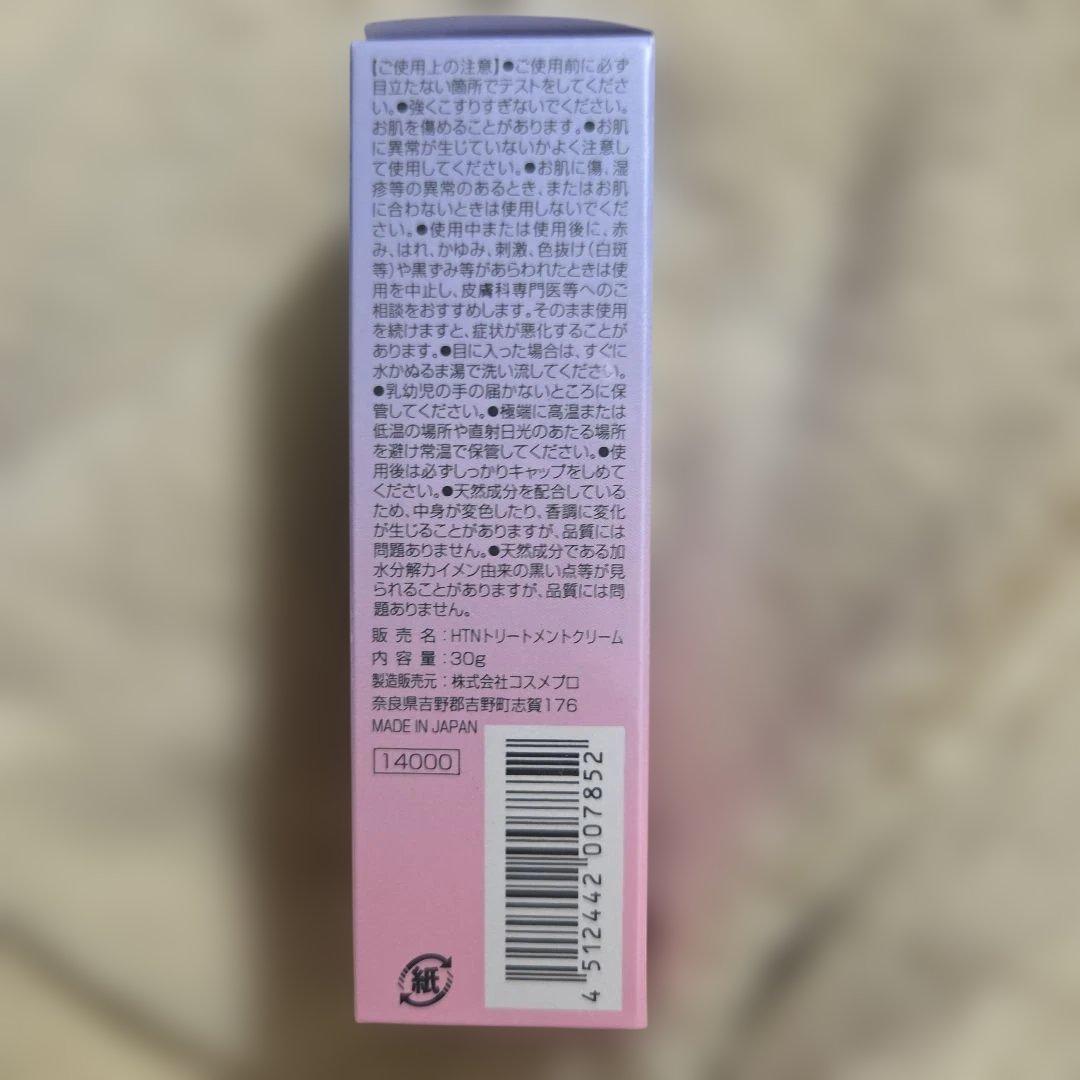 【ご使用上の注意】●ご使用前に必ず
目立たない箇所でテストをしてくださ
い。●強くこすりすぎないでください。
お肌を傷めることがあります。●お肌
に異常が生じていないかよく注意し
て使用してください。●お肌に傷、湿
疹等の異常のあるとき、またはお肌
に合わないときは使用しないでくだ
さい。●使用中または使用後に、赤
み、はれ、かゆみ、刺激、色抜け(白斑
等)や黒ずみ等があらわれたときは使
用を中止し、皮膚科専門医等へのご
相談をおすすめします。そのまま使用
を続けますと、症状が悪化することが
あります。●目に入った場合は、すぐに
水かぬるま湯で洗い流してください。
●乳幼児の手の届かないところに保
管してください。●極端に高温または
低温の場所や直射日光のあたる場所
を避け常温で保管してください。●使
用後は必ずしっかりキャップをしめて
ください。●天然成分を配合している
ため、中身が変色したり、香調に変化
が生じることがありますが、品質には
問題ありません。●天然成分である加
水分解カイメン由来の黒い点等が見
られることがありますが、品質には問
題ありません。
販売名:HTNトリートメントクリーム
内容量:30g
製造販売元:株式会社コスメプロ
奈良県吉野郡吉野町志賀176
MADE IN JAPAN
14000
4 512442 007852
紙